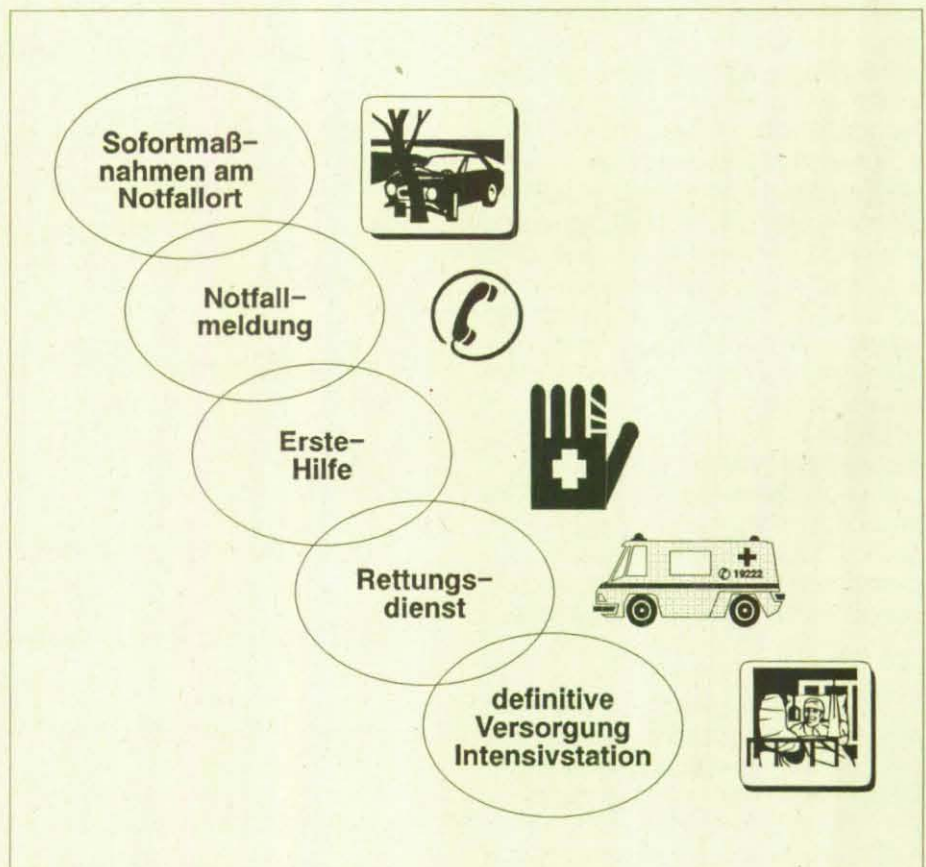 Sofortmaß-
nahmen am
Notfallort
Notfall-
meldung
Erste-
Hilfe
Rettungs-
dienst
19222
definitive
Versorgung
Intensivstation